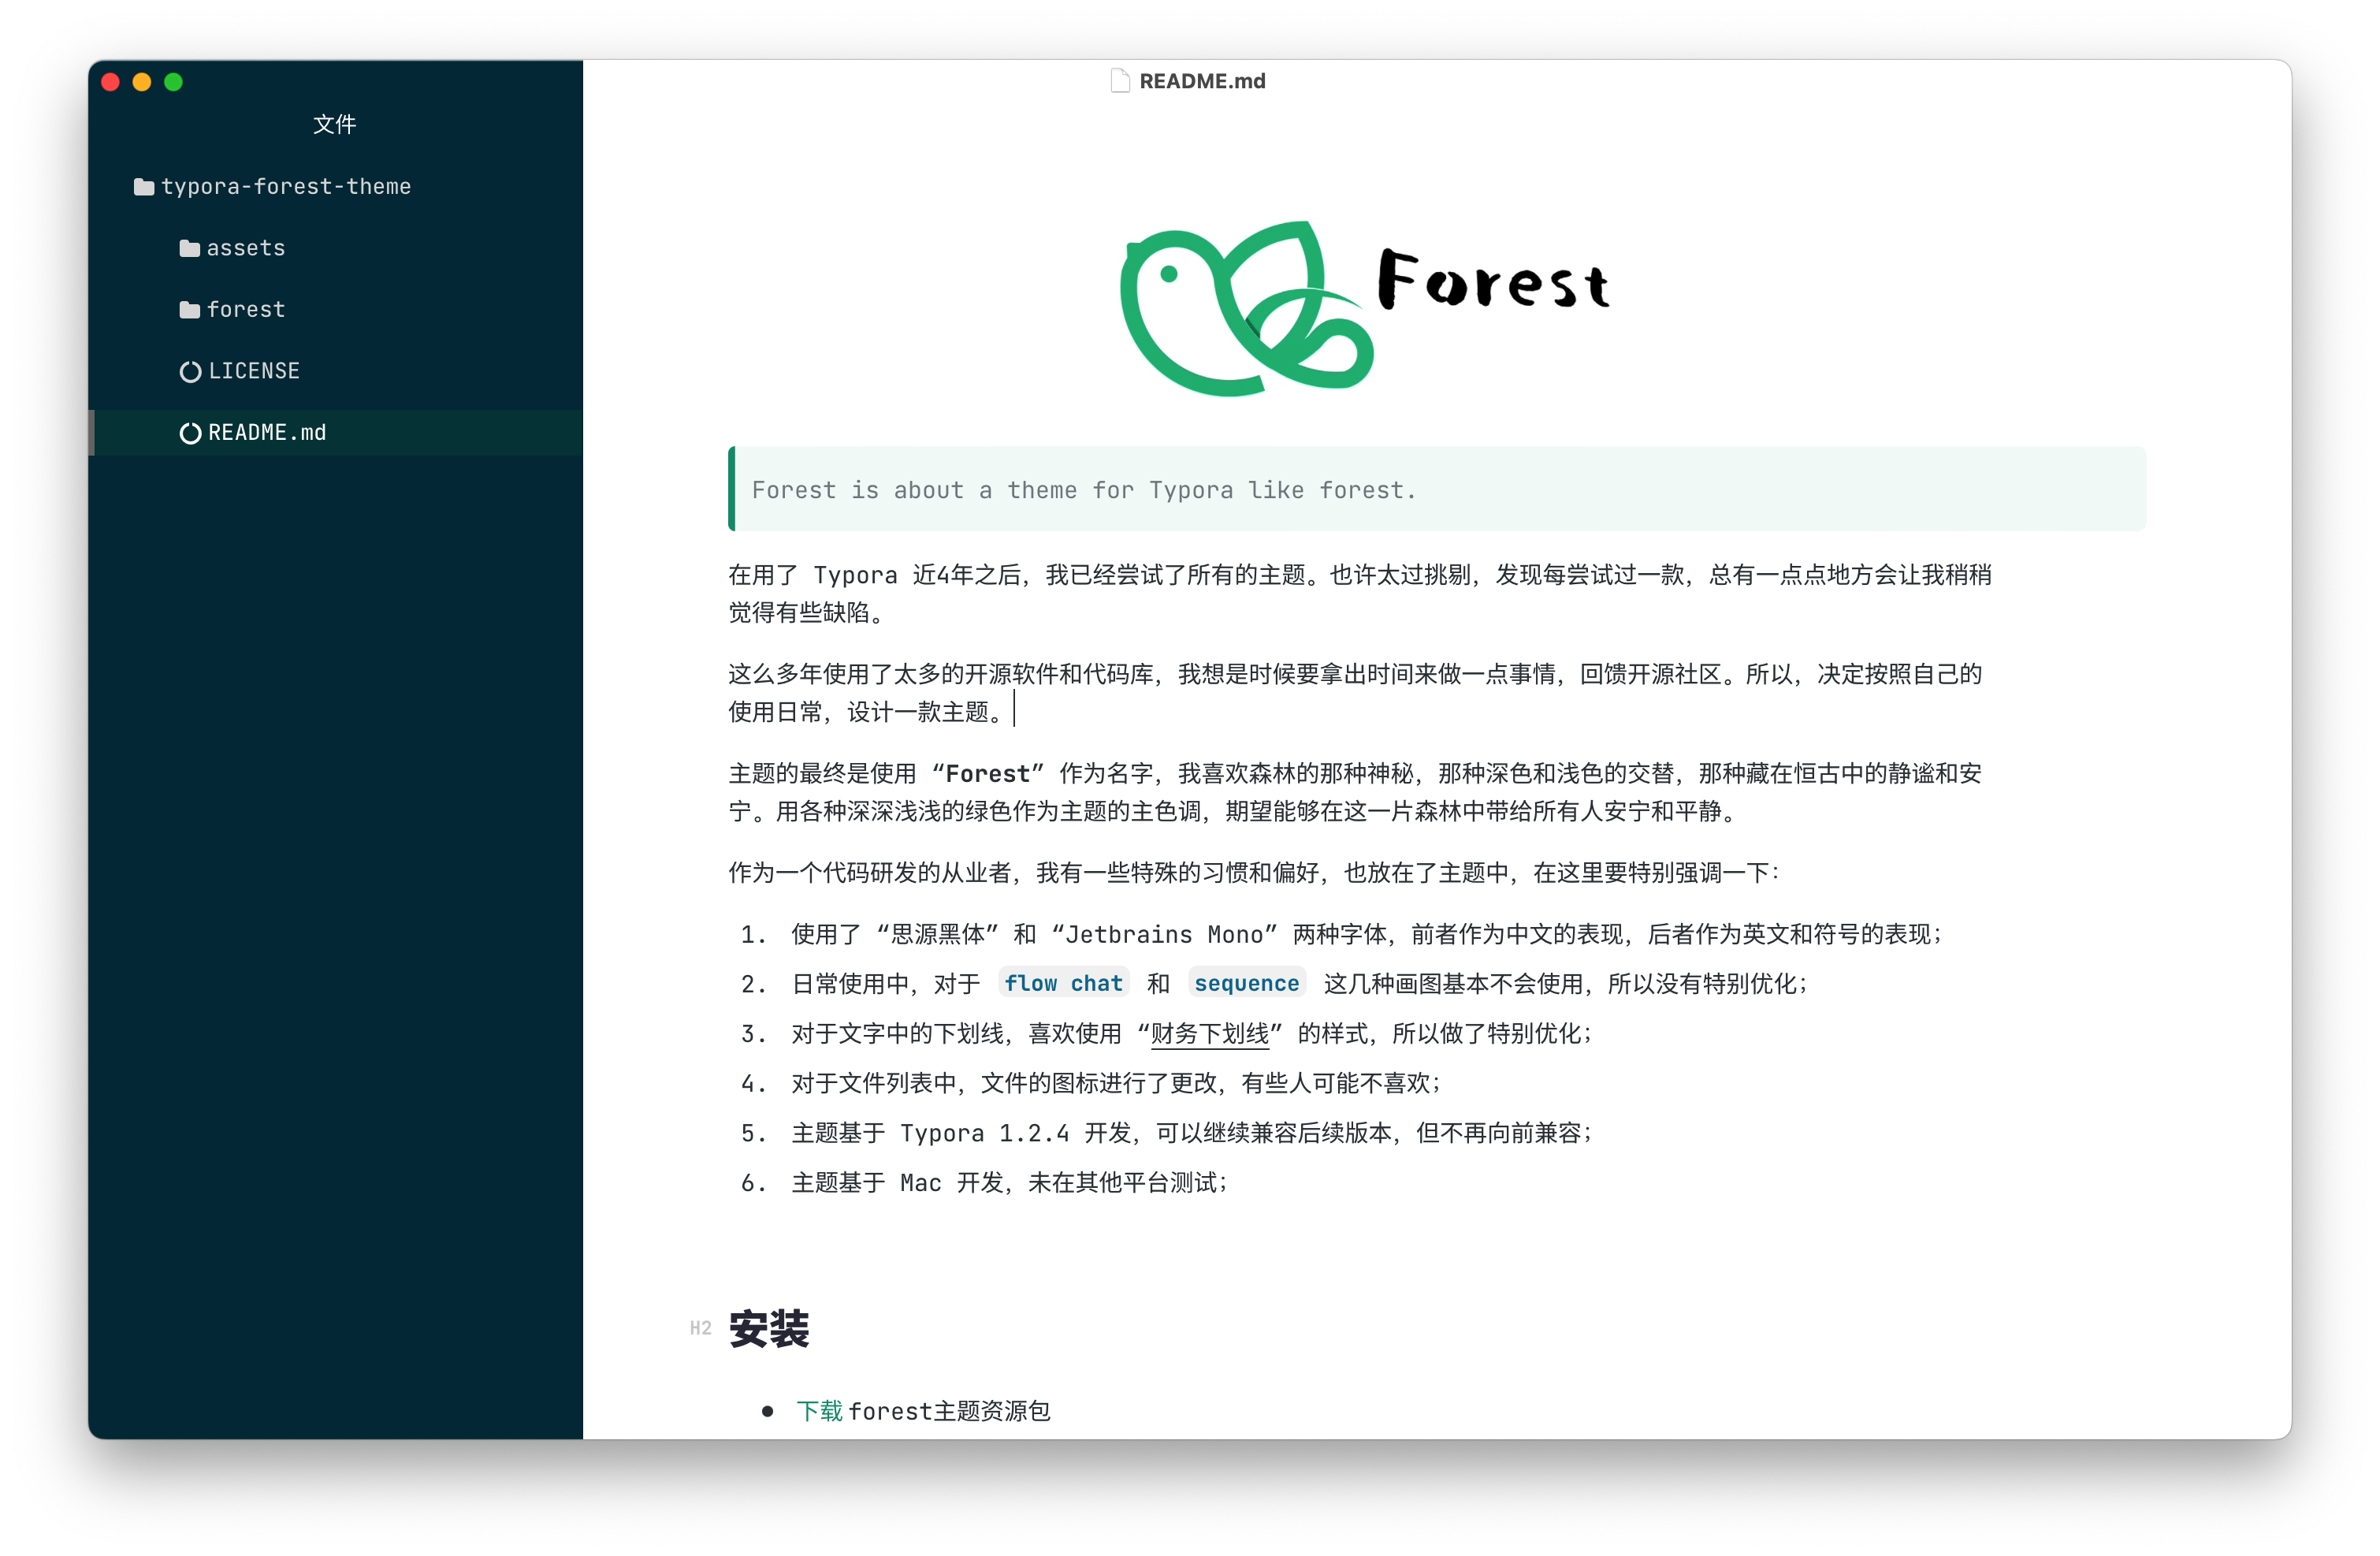 README.md
文件
typora-forest-theme
assets
forest
LICENSE
README.md
Forest
Forest is about a theme for Typora like forest.
在用了 Typora 近4年之后，我已经尝试了所有的主题。也许太过挑剔，发现每尝试过一款，总有一点点地方会让我稍稍
觉得有些缺陷。
这么多年使用了太多的开源软件和代码库，我想是时候要拿出时间来做一点事情，回馈开源社区。所以，决定按照自己的
使用日常，设计一款主题。
主题的最终是使用 “Forest” 作为名字，我喜欢森林的那种神秘，那种深色和浅色的交替，那种藏在恒古中的静谧和安
宁。用各种深深浅浅的绿色作为主题的主色调，期望能够在这一片森林中带给所有人安宁和平静。
作为一个代码研发的从业者，我有一些特殊的习惯和偏好，也放在了主题中，在这里要特别强调一下：
1. 使用了 “思源黑体” 和 “Jetbrains Mono” 两种字体，前者作为中文的表现，后者作为英文和符号的表现；
2. 日常使用中，对于 flow chat 和 sequence 这几种画图基本不会使用，所以没有特别优化；
3. 对于文字中的下划线，喜欢使用 “财务下划线” 的样式，所以做了特别优化；
4. 对于文件列表中，文件的图标进行了更改，有些人可能不喜欢；
5. 主题基于 Typora 1.2.4 开发，可以继续兼容后续版本，但不再向前兼容；
6. 主题基于 Mac 开发，未在其他平台测试；
H2 安装
● 下载 forest主题资源包